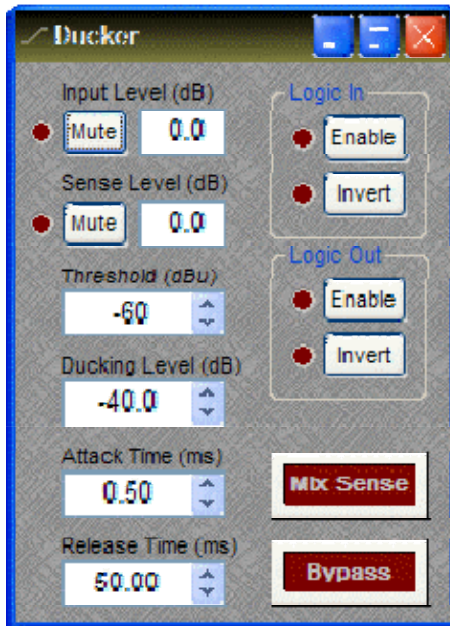 Ducker
Input Level (dB)
Mute
0.0
Sense Level (dB)
Mute
0.0
Threshold (dBu)
-60
Ducking Level (dB)
-40.0
Attack Time (ms)
0.50
Release Time (ms)
50.00
Logic In
Enable
Invert
Logic Out
Enable
Invert
Mix Sense
Bypass